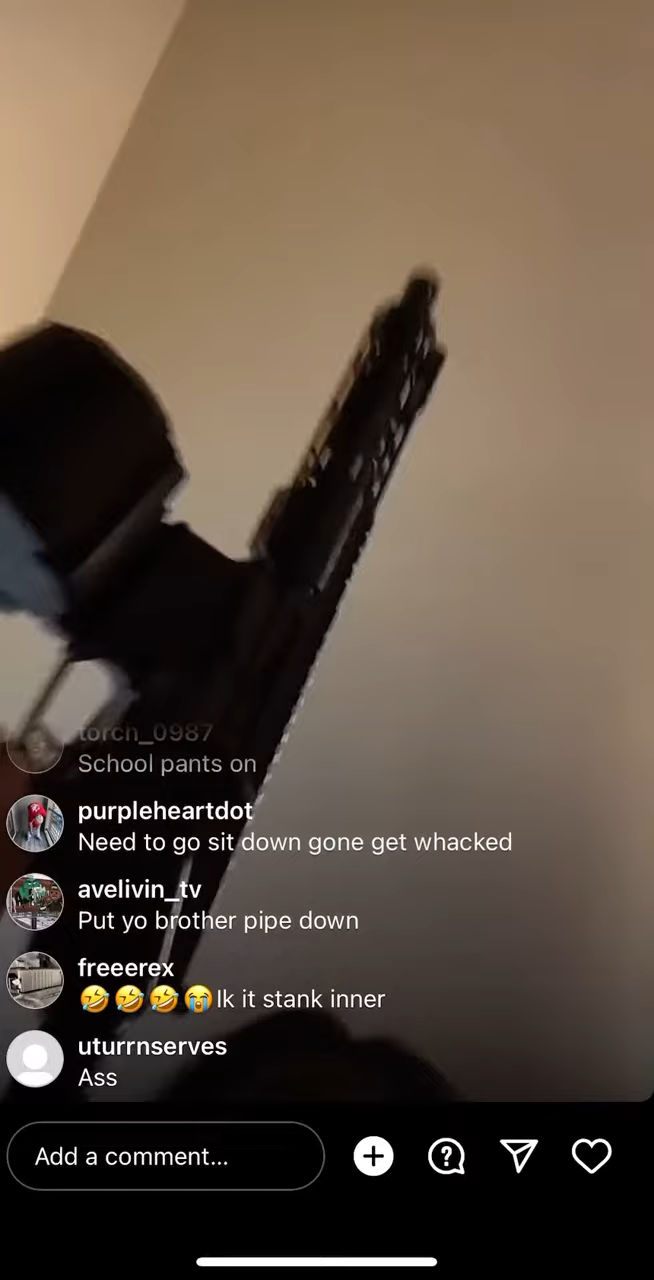 torch_0987
School pants on
purpleheartdot
Need to go sit down gone get whacked
avelivin_tv
Put yo brother pipe down
freeerex
🤣🤣🤣😭Ik it stank inner
uturrnserves
Ass
Add a comment...